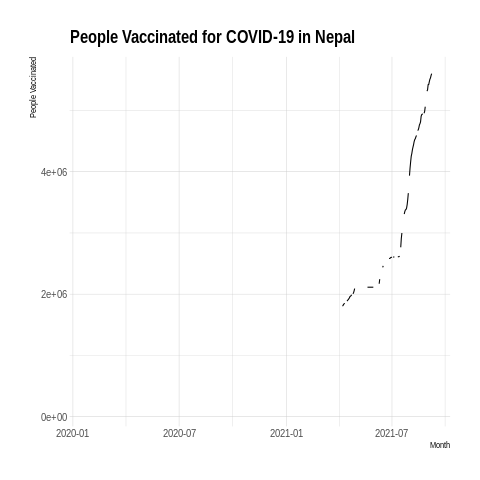 People Vaccinated for COVID-19 in Nepal
People Vaccinated
4e+06
2e+06
0e+00
2020-01 2020-07 2021-01 2021-07
Month